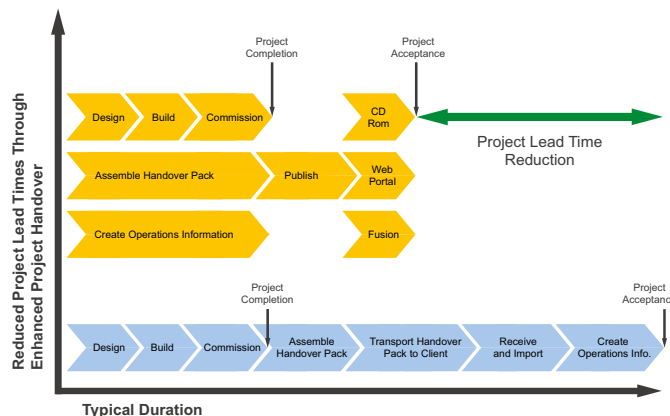 Reduced Project Lead Times Through
Enhanced Project Handover
Project
Completion
Project
Acceptance
Design
Build
Commission
CD
Rom
Project Lead Time
Reduction
Assemble Handover Pack
Publish
Web
Portal
Create Operations Information
Fusion
Project
Completion
Project
Acceptance
Design
Build
Commission
Assemble
Handover Pack
Transport Handover
Pack to Client
Receive
and Import
Create
Operations Info.
Typical Duration